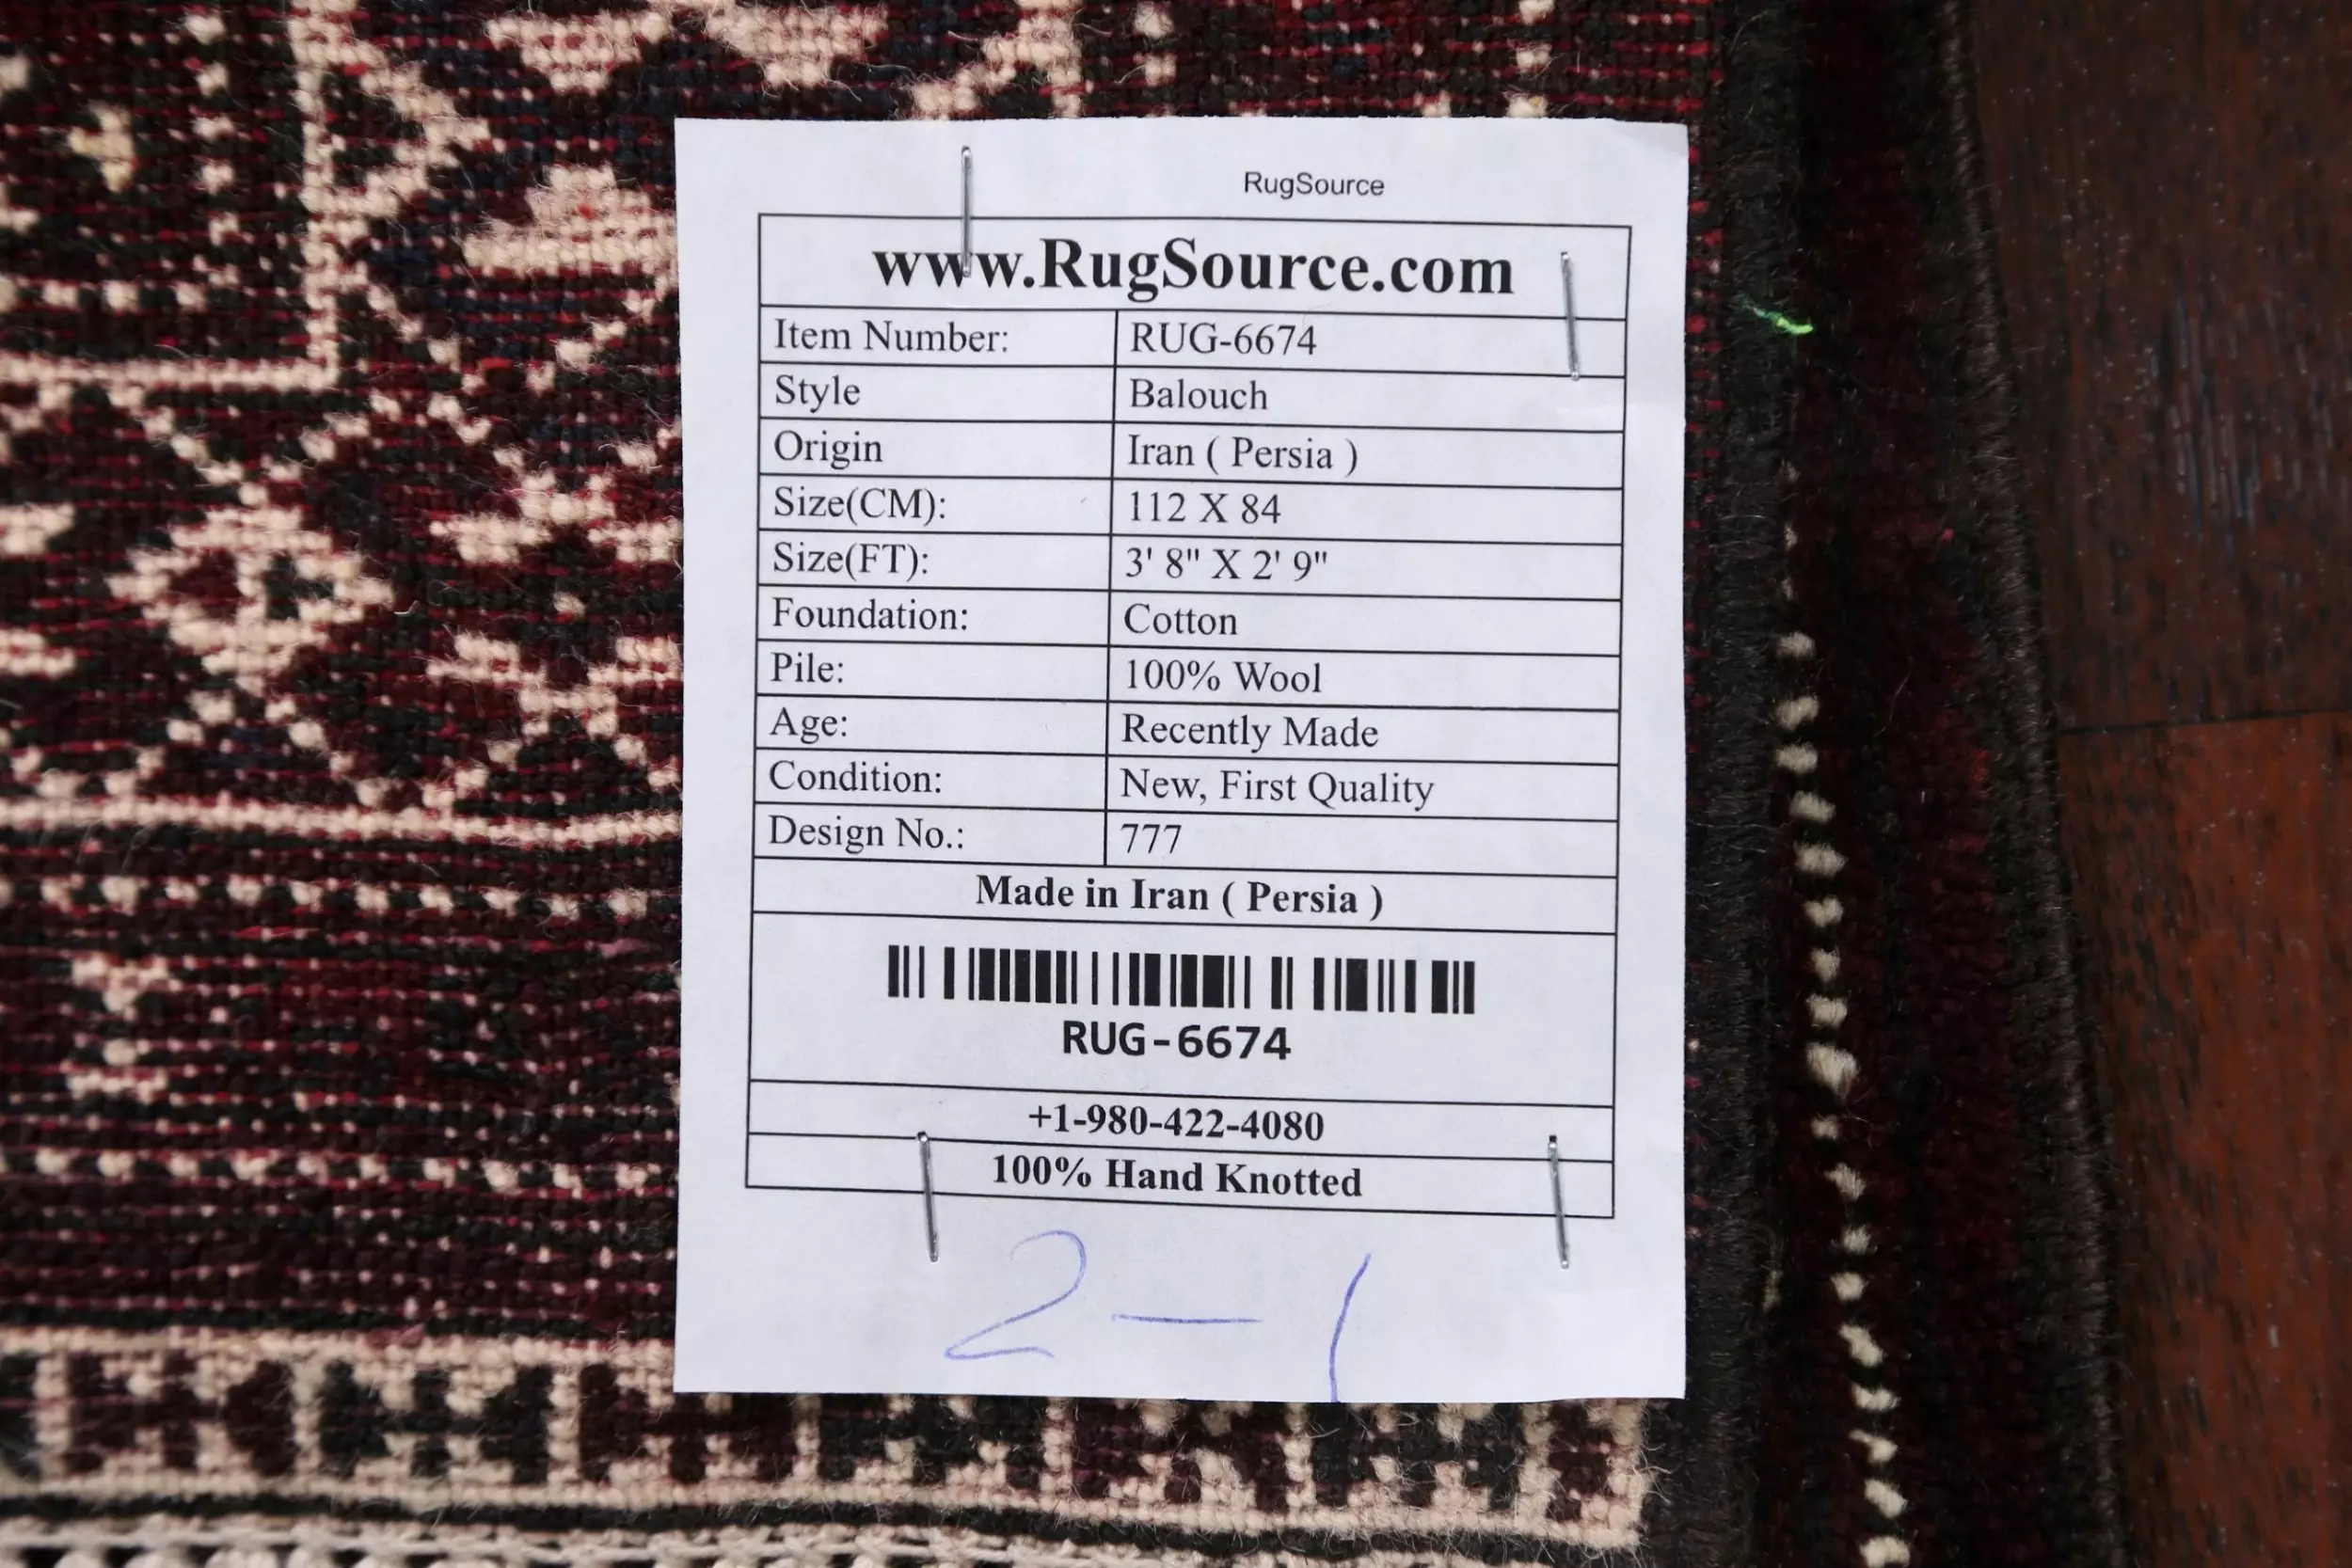 RugSource
www.RugSource.com
Item Number: RUG-6674
Style Balouch
Origin Iran ( Persia )
Size(CM): 112 X 84
Size(FT): 3' 8" X 2' 9"
Foundation: Cotton
Pile: 100% Wool
Age: Recently Made
Condition: New, First Quality
Design No.: 777
Made in Iran ( Persia )
RUG-6674
+1-980-422-4080
100% Hand Knotted
2-1